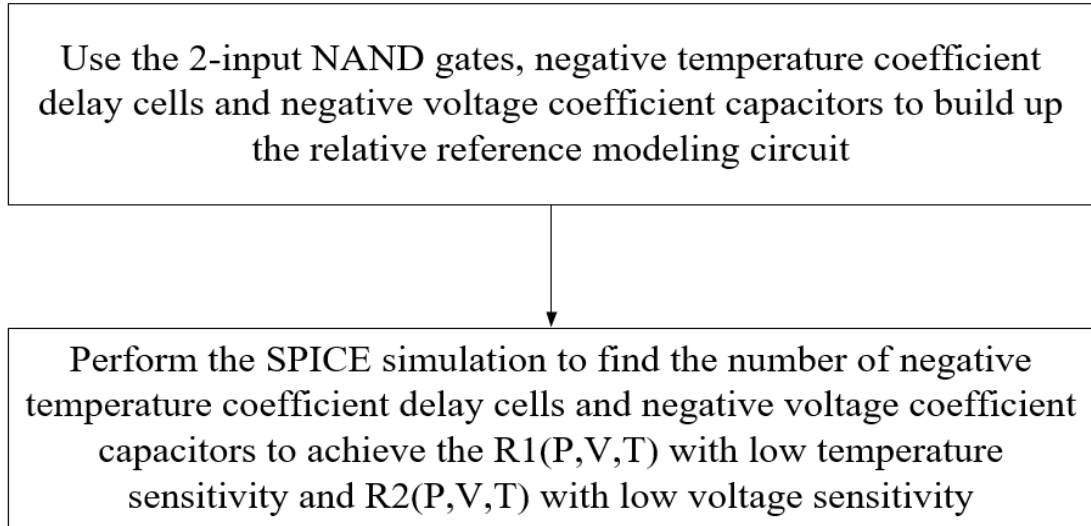 Use the 2-input NAND gates, negative temperature coefficient
delay cells and negative voltage coefficient capacitors to build up
the relative reference modeling circuit
Perform the SPICE simulation to find the number of negative
temperature coefficient delay cells and negative voltage coefficient
capacitors to achieve the R1(P,V,T) with low temperature
sensitivity and R2(P,V,T) with low voltage sensitivity